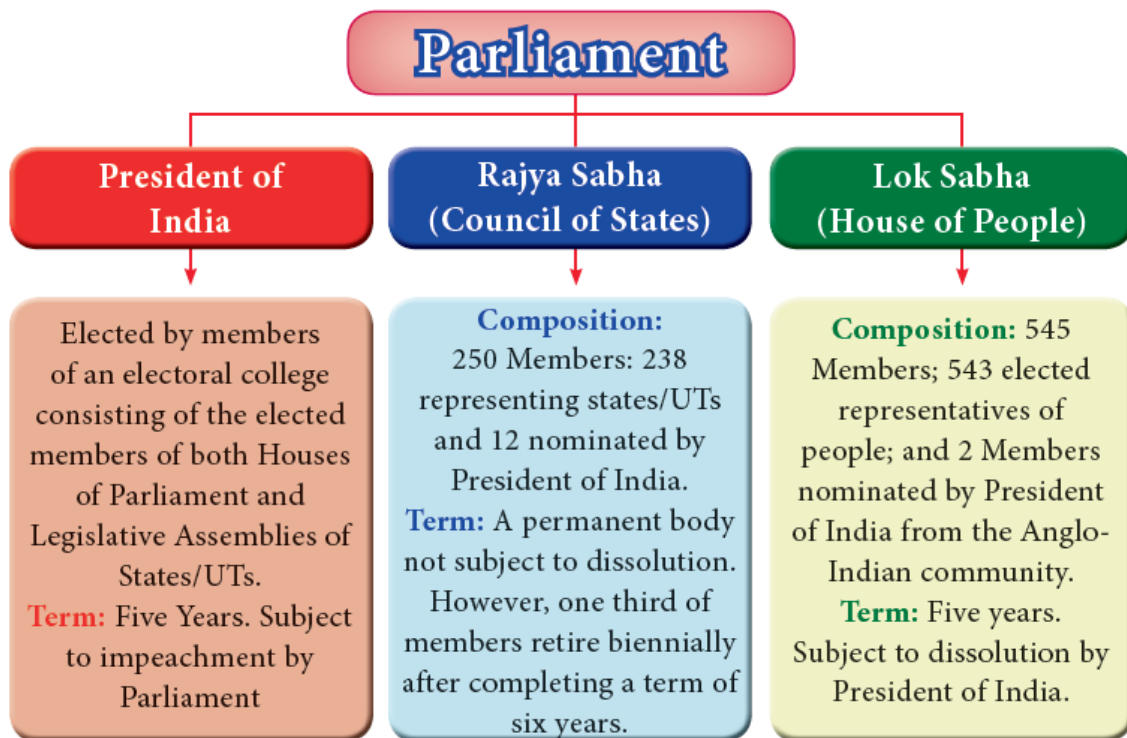 Parliament
President of
India
Elected by members
of an electoral college
consisting of the elected
members of both Houses
of Parliament and
Legislative Assemblies of
States/UTs.
Term: Five Years. Subject
to impeachment by
Parliament
Rajya Sabha
(Council of States)
Composition:
250 Members: 238
representing states/UTs
and 12 nominated by
President of India.
Term: A permanent body
not subject to dissolution.
However, one third of
members retire biennially
after completing a term of
six years.
Lok Sabha
(House of People)
Composition: 545
Members; 543 elected
representatives of
people; and 2 Members
nominated by President
of India from the Anglo-
Indian community.
Term: Five years.
Subject to dissolution by
President of India.